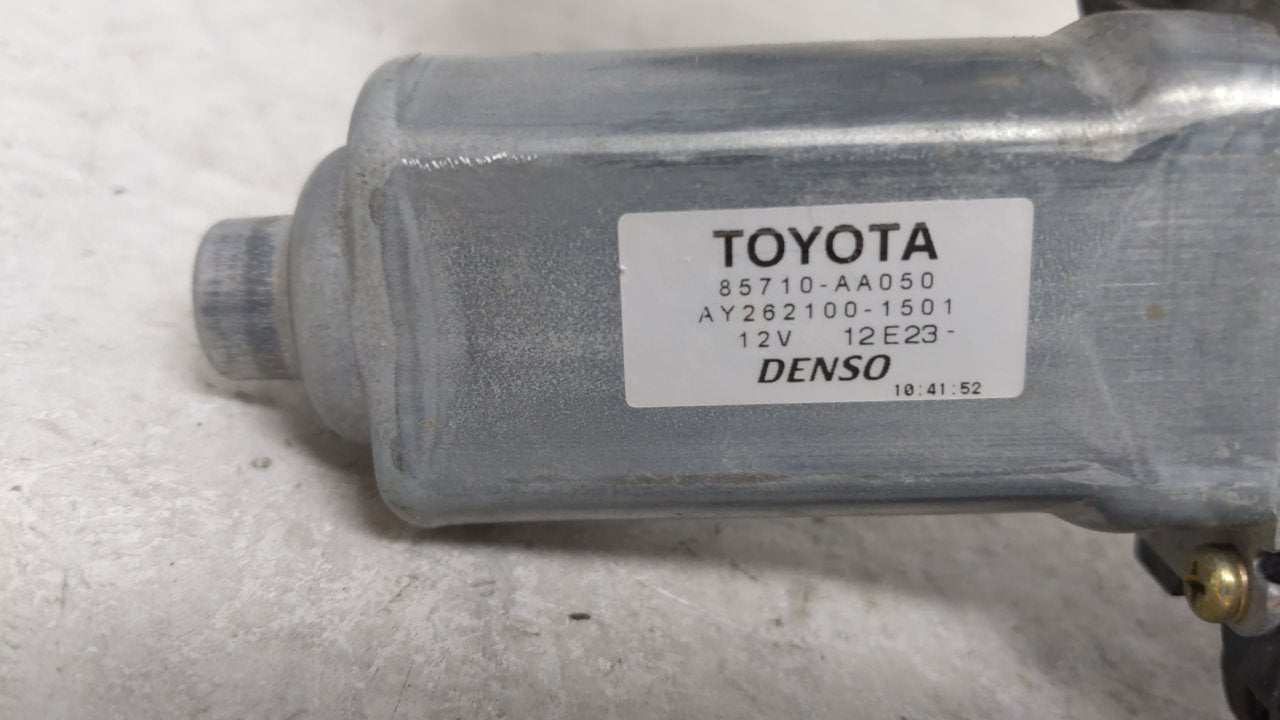 TOYOTA
85710-AA050
AY262100-1501
12V 12E23-
DENSO
10:41:52